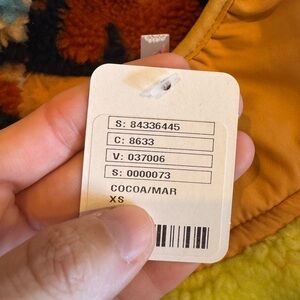 S: 84336445
C: 8633
V: 037006
S: 0000073
COCOA/MAR
XS